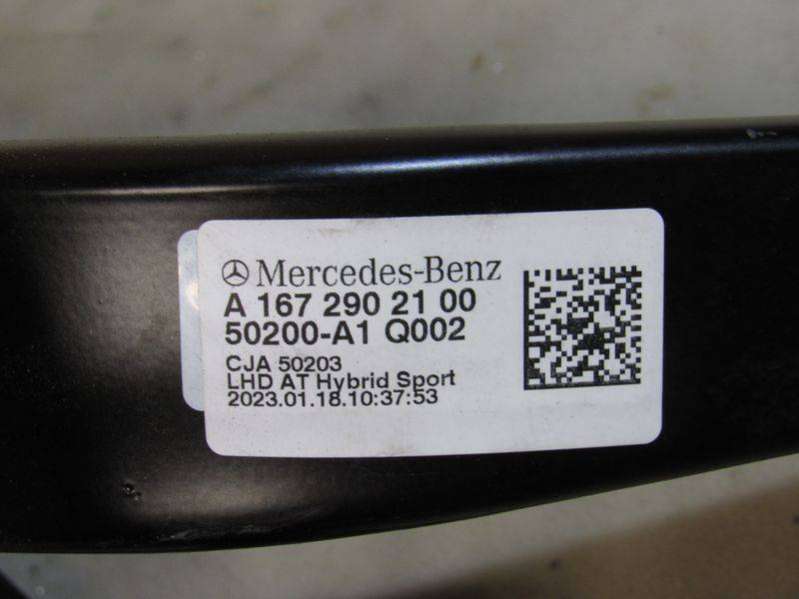 Mercedes-Benz
A 167 290 21 00
50200-A1 Q002
CJA 50203
LHD AT Hybrid Sport
2023.01.18.10:37:53